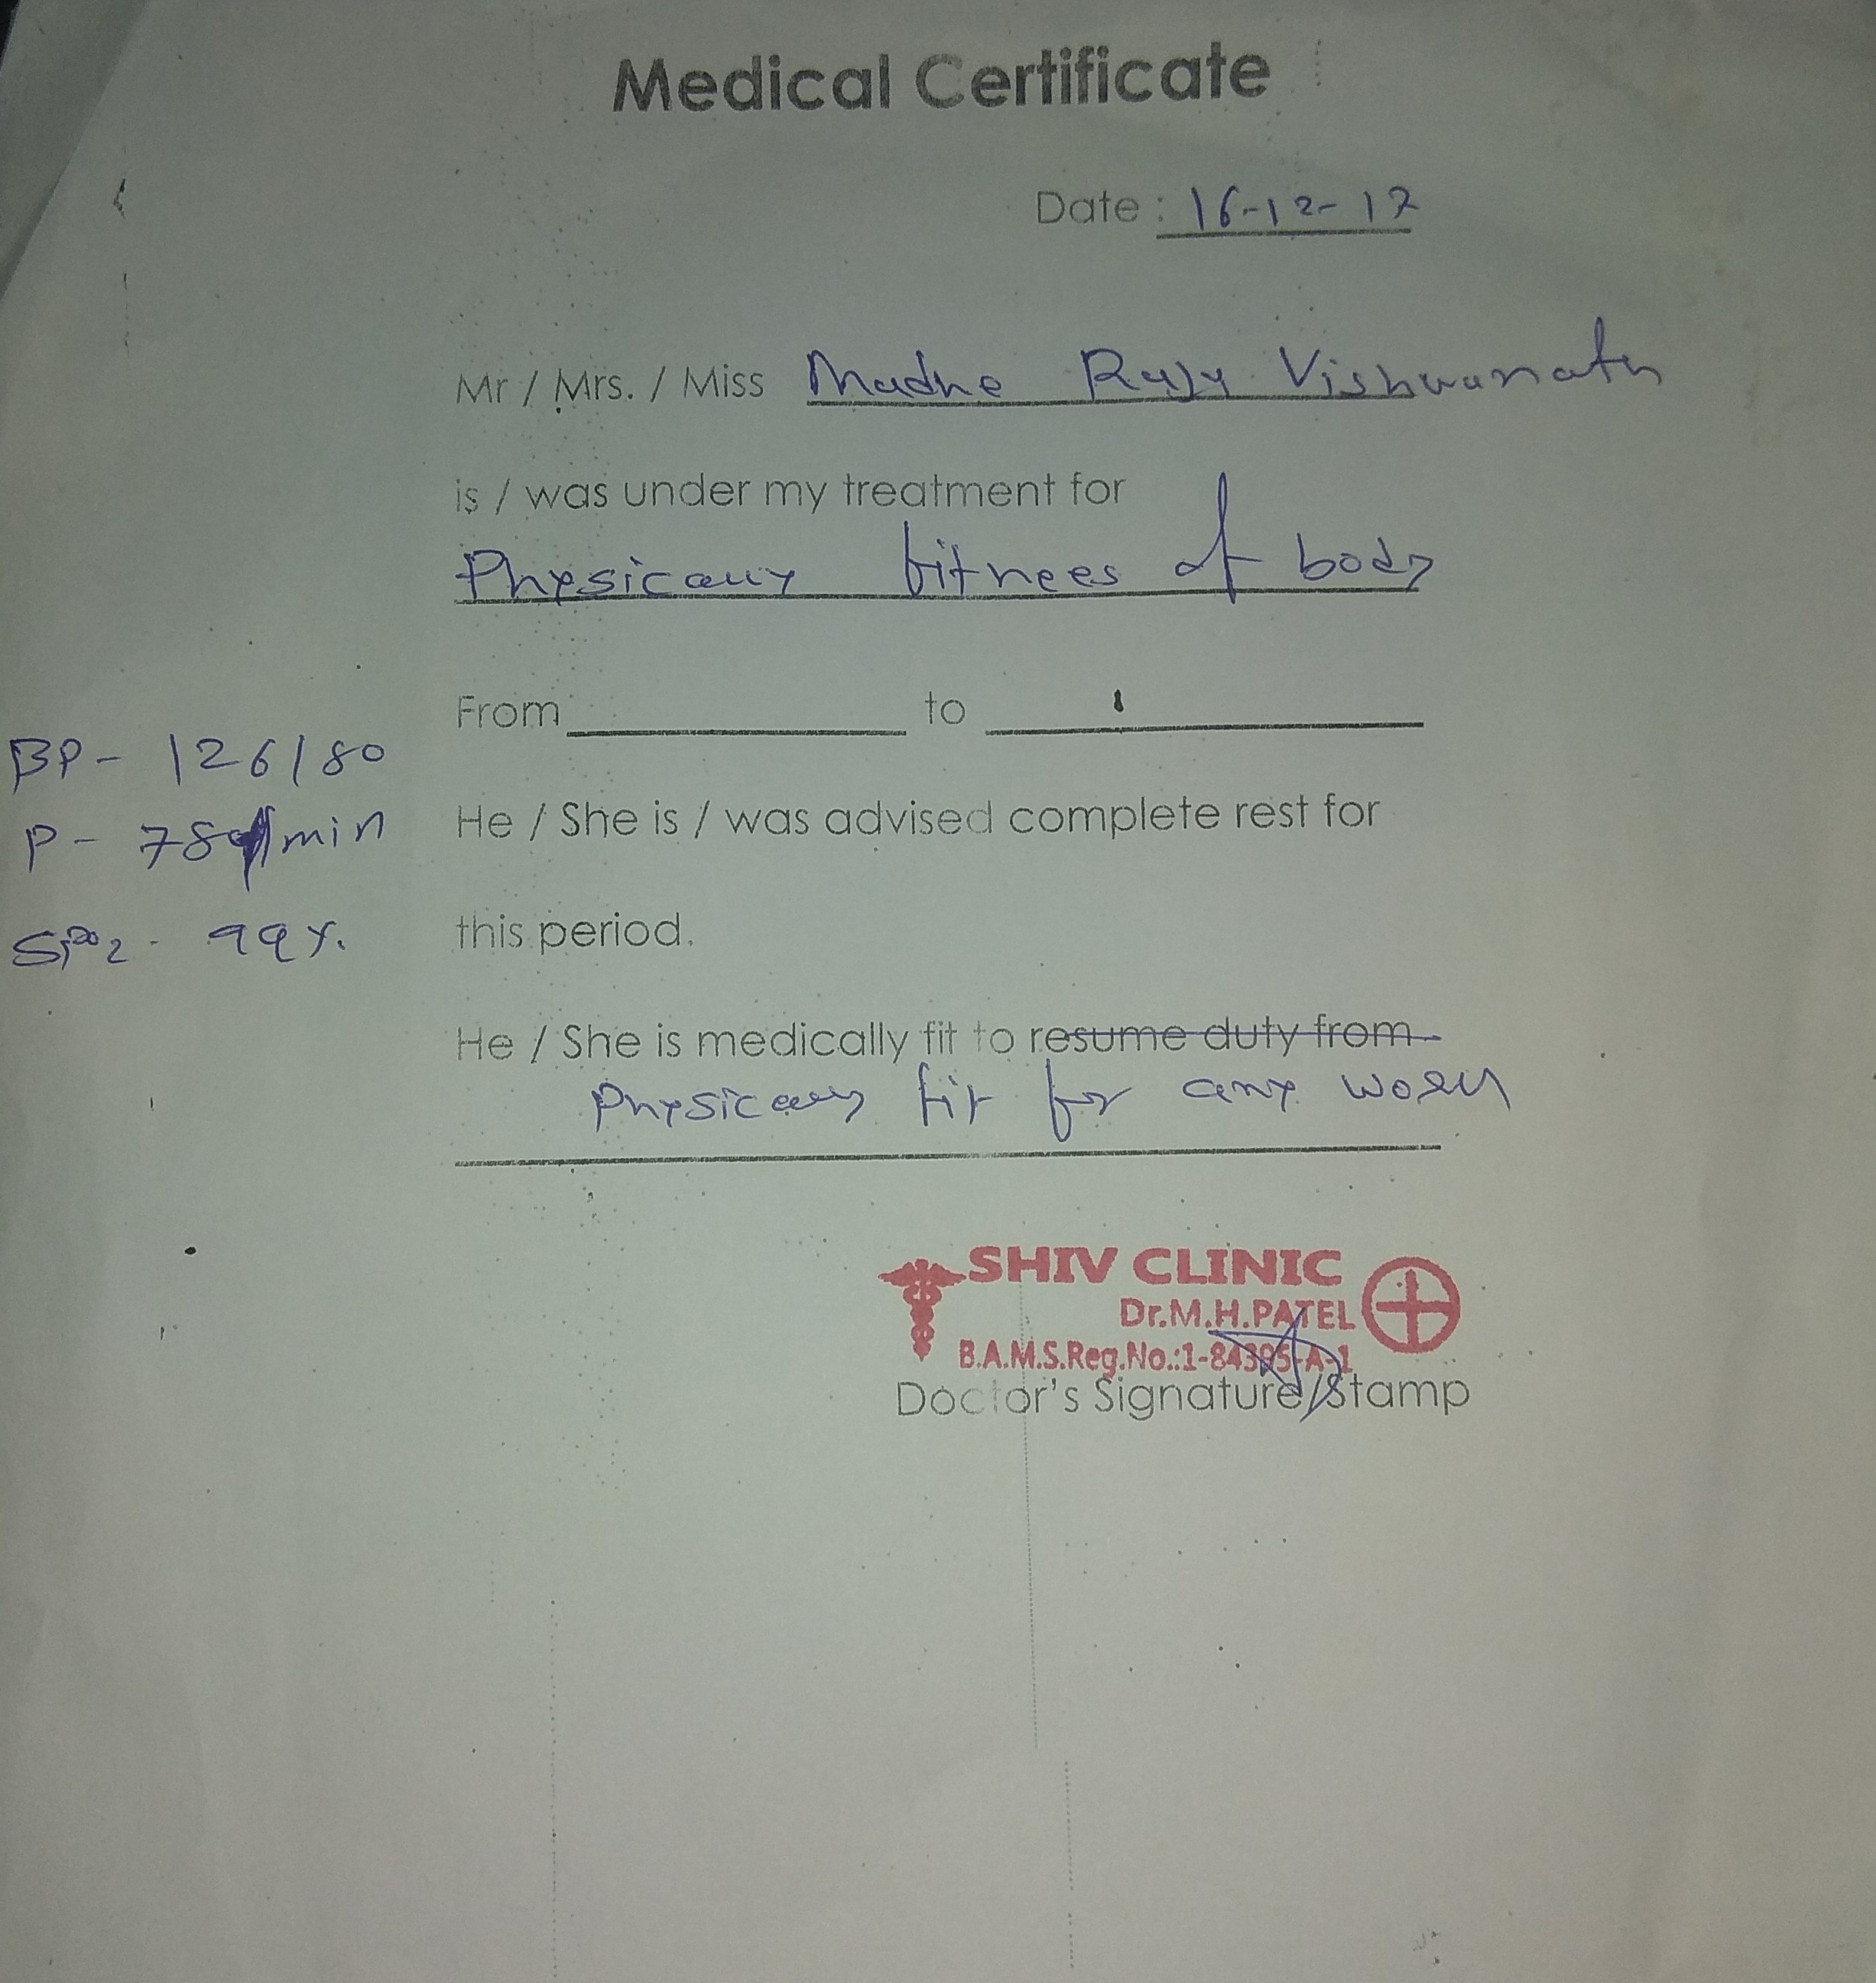 Medical Certificate
Date : 16-12-17
Mr / Mrs. / Miss Madne Raju Vishwanath
is / was under my treatment for
Physically fitnees of body
From to
BP - 126/80
P - 78 /min
SPO2 - 99%.
He / She is / was advised complete rest for
this period.
He / She is medically fit to resume duty from
Physically fit for any work
SHIV CLINIC
Dr.M.H.PATEL
B.A.M.S.Reg.No.:1-84395-A-1
Doctor's Signature/Stamp